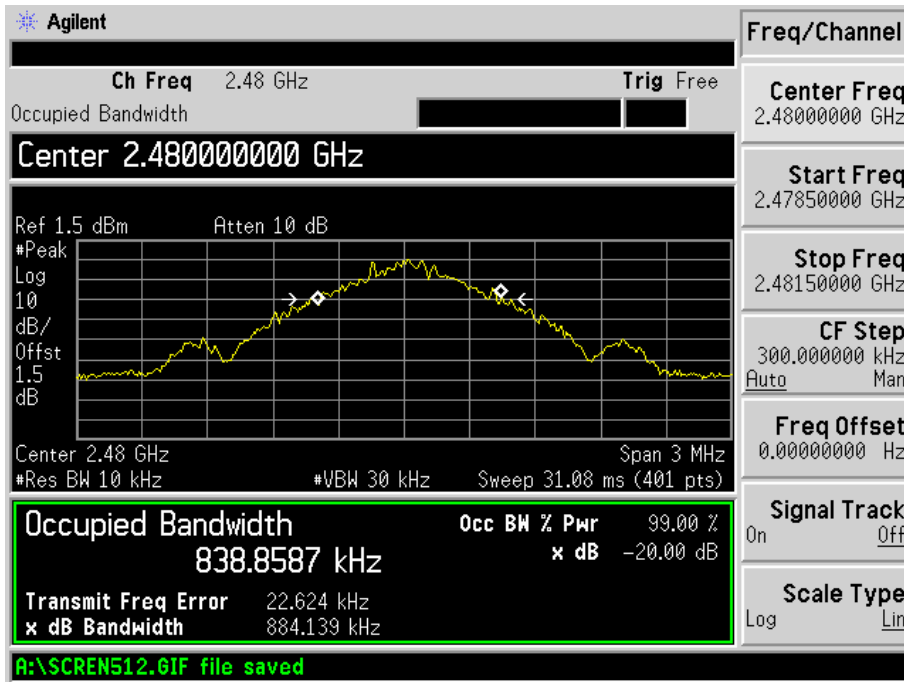 Agilent
Ch Freq 2.48 GHz Trig Free
Occupied Bandwidth
Center 2.480000000 GHz
Ref 1.5 dBm Atten 10 dB
#Peak
Log
10
dB/
Offst
1.5
dB
Center 2.48 GHz Span 3 MHz
#Res BW 10 kHz #VBW 30 kHz Sweep 31.08 ms (401 pts)
Occupied Bandwidth Occ BW % Pwr 99.00 %
838.8587 kHz x dB -20.00 dB
Transmit Freq Error 22.624 kHz
x dB Bandwidth 884.139 kHz
A:\SCREN512.GIF file saved
Freq/Channel
Center Freq
2.48000000 GHz
Start Freq
2.47850000 GHz
Stop Freq
2.48150000 GHz
CF Step
300.000000 kHz
Auto Man
Freq Offset
0.00000000 Hz
Signal Track
On Off
Scale Type
Log Lin